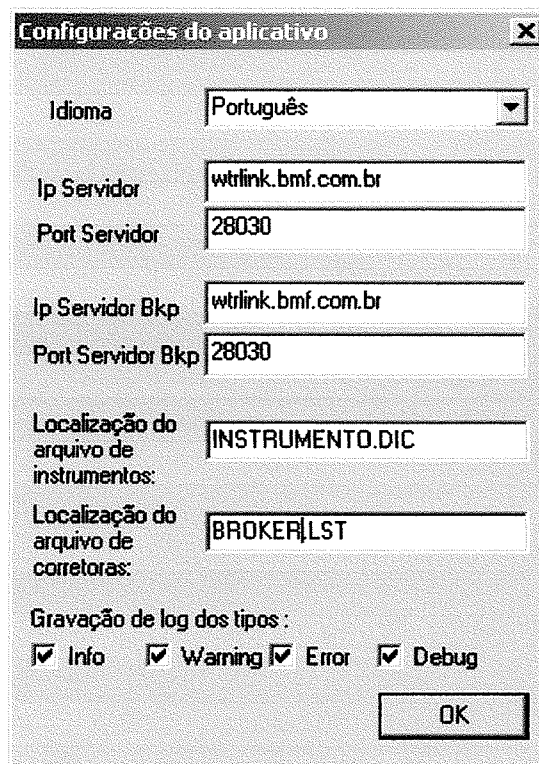 Configurações do aplicativo
Idioma Português
Ip Servidor wtrlink.bmf.com.br
Port Servidor 28030
Ip Servidor Bkp wtrlink.bmf.com.br
Port Servidor Bkp 28030
Localização do
arquivo de
instrumentos:
INSTRUMENTO.DIC
Localização do
arquivo de
corretoras:
BROKER.LST
Gravação de log dos tipos :
Info Warning Error Debug
OK